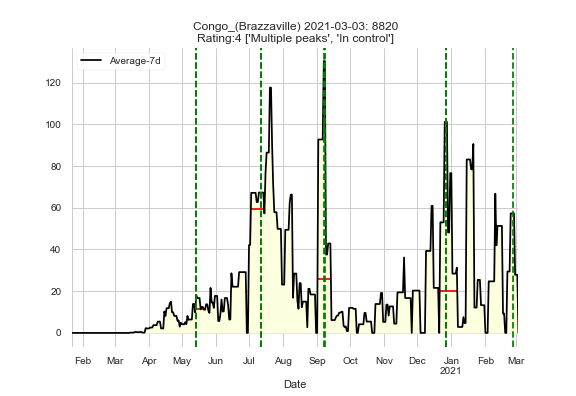 Congo_(Brazzaville) 2021-03-03: 8820
Rating:4 ['Multiple peaks', 'In control']
Average-7d
120
100
80
60
40
20
0
Feb Mar Apr May Jun Jul Aug Sep Oct Nov Dec Jan Feb Mar
2021
Date